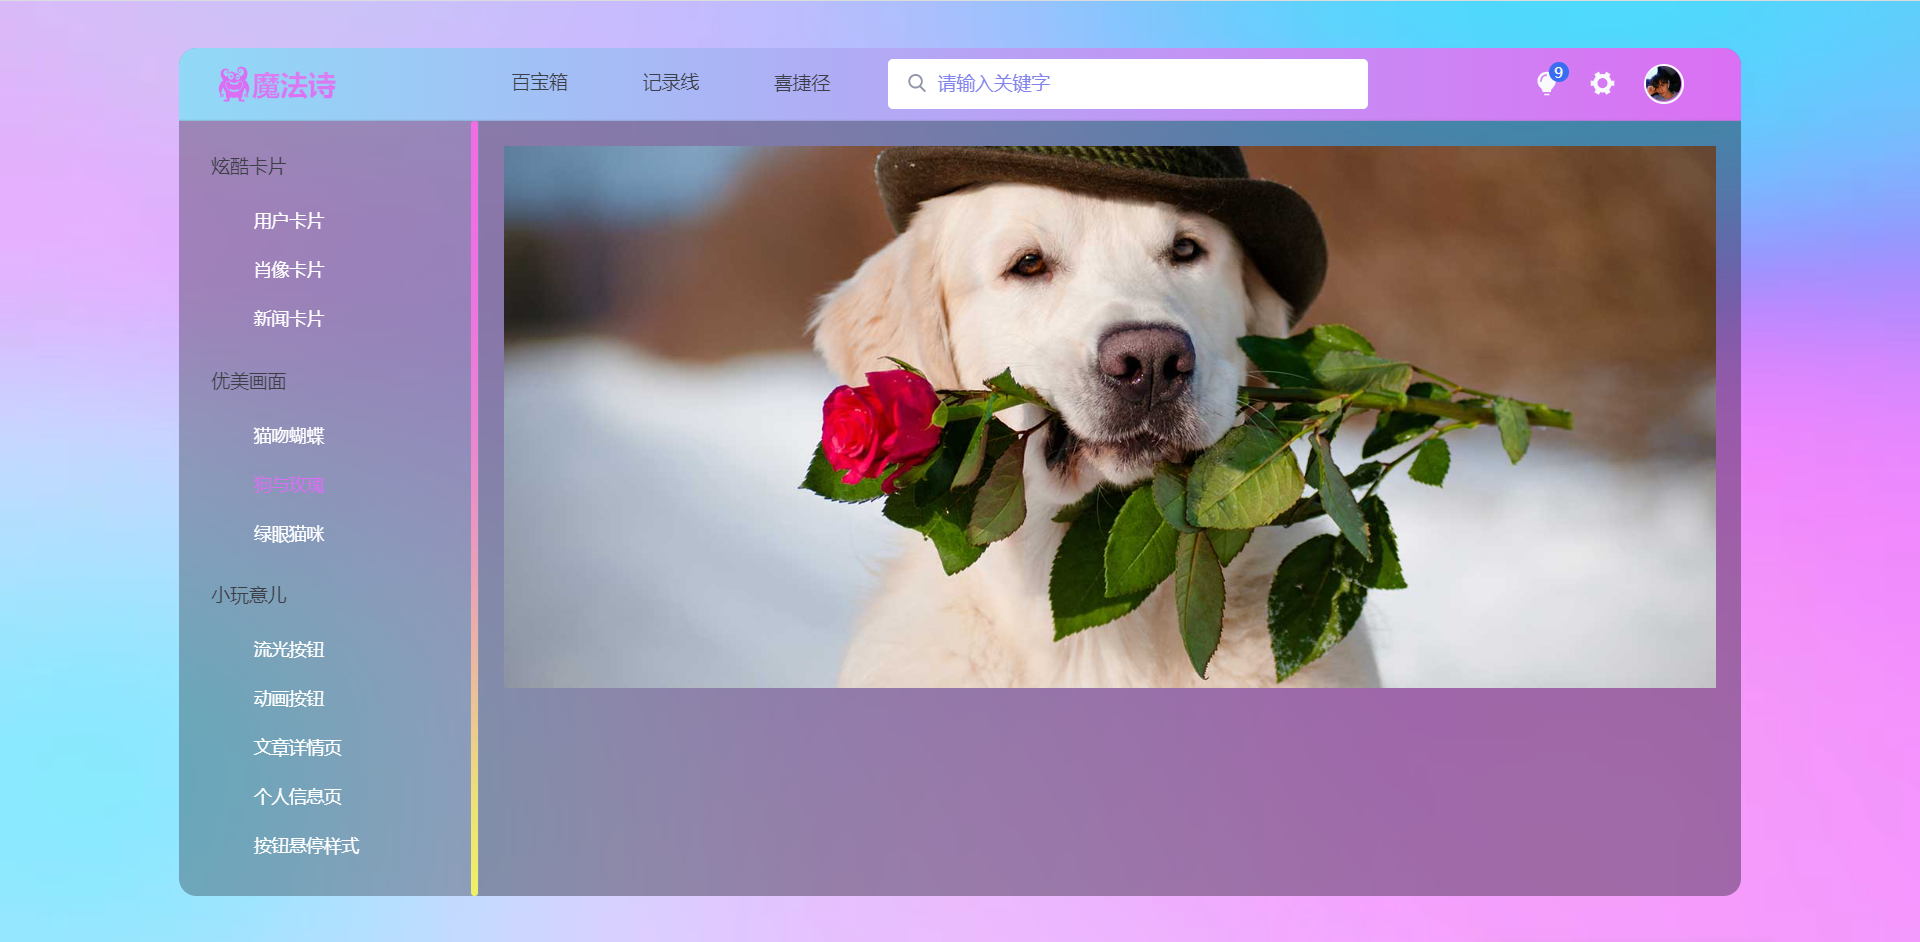 魔法诗
百宝箱
记录线
喜捷径
请输入关键字
9
炫酷卡片
用户卡片
肖像卡片
新闻卡片
优美画面
猫吻蝴蝶
狗与玫瑰
绿眼猫咪
小玩意儿
流光按钮
动画按钮
文章详情页
个人信息页
按钮悬停样式